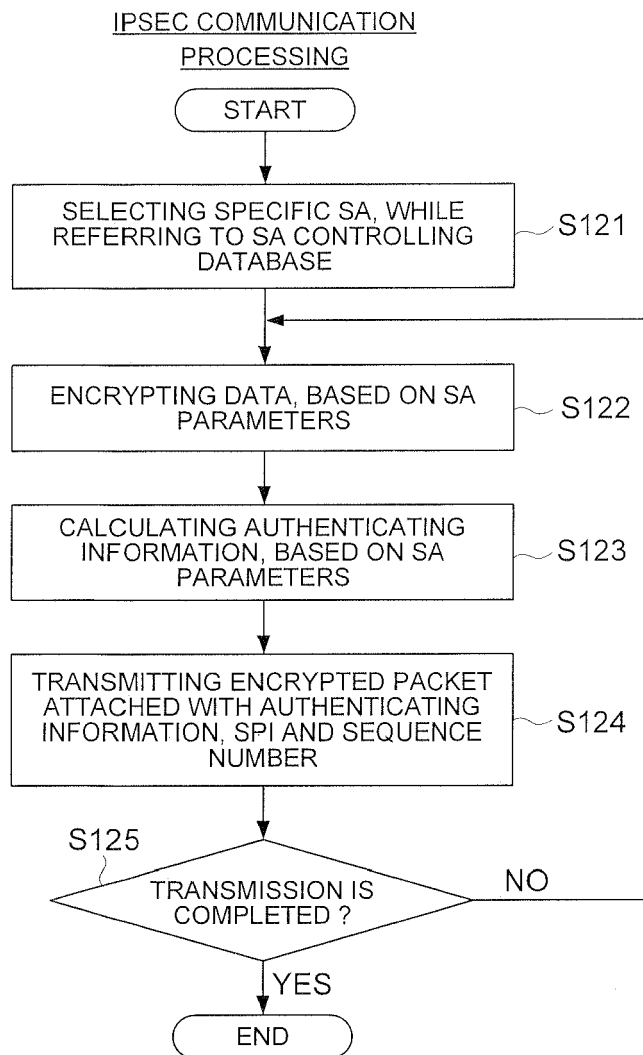 IPSEC COMMUNICATION
PROCESSING
START
SELECTING SPECIFIC SA, WHILE
REFERRING TO SA CONTROLLING
DATABASE
S121
ENCRYPTING DATA, BASED ON SA
PARAMETERS
S122
CALCULATING AUTHENTICATING
INFORMATION, BASED ON SA
PARAMETERS
S123
TRANSMITTING ENCRYPTED PACKET
ATTACHED WITH AUTHENTICATING
INFORMATION, SPI AND SEQUENCE
NUMBER
S124
S125
TRANSMISSION IS
COMPLETED ?
NO
YES
END